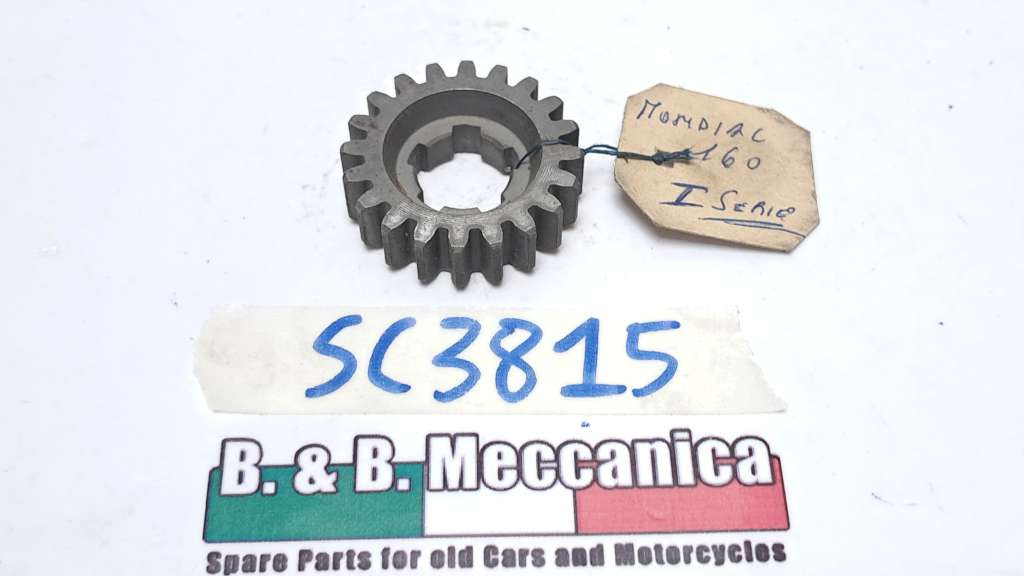 MONDIAL
160
I SERIE
SC3815
B. & B. Meccanica
Spare Parts for old Cars and Motorcycles